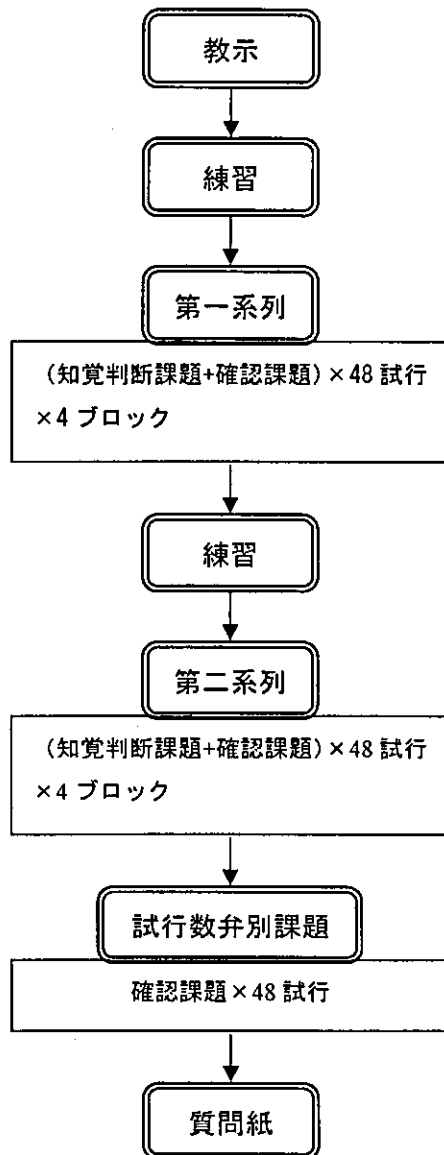 教示
練習
第一系列
(知覚判断課題+確認課題)×48 試行
×4 ブロック
練習
第二系列
(知覚判断課題+確認課題)×48 試行
×4 ブロック
試行数弁別課題
確認課題×48 試行
質問紙